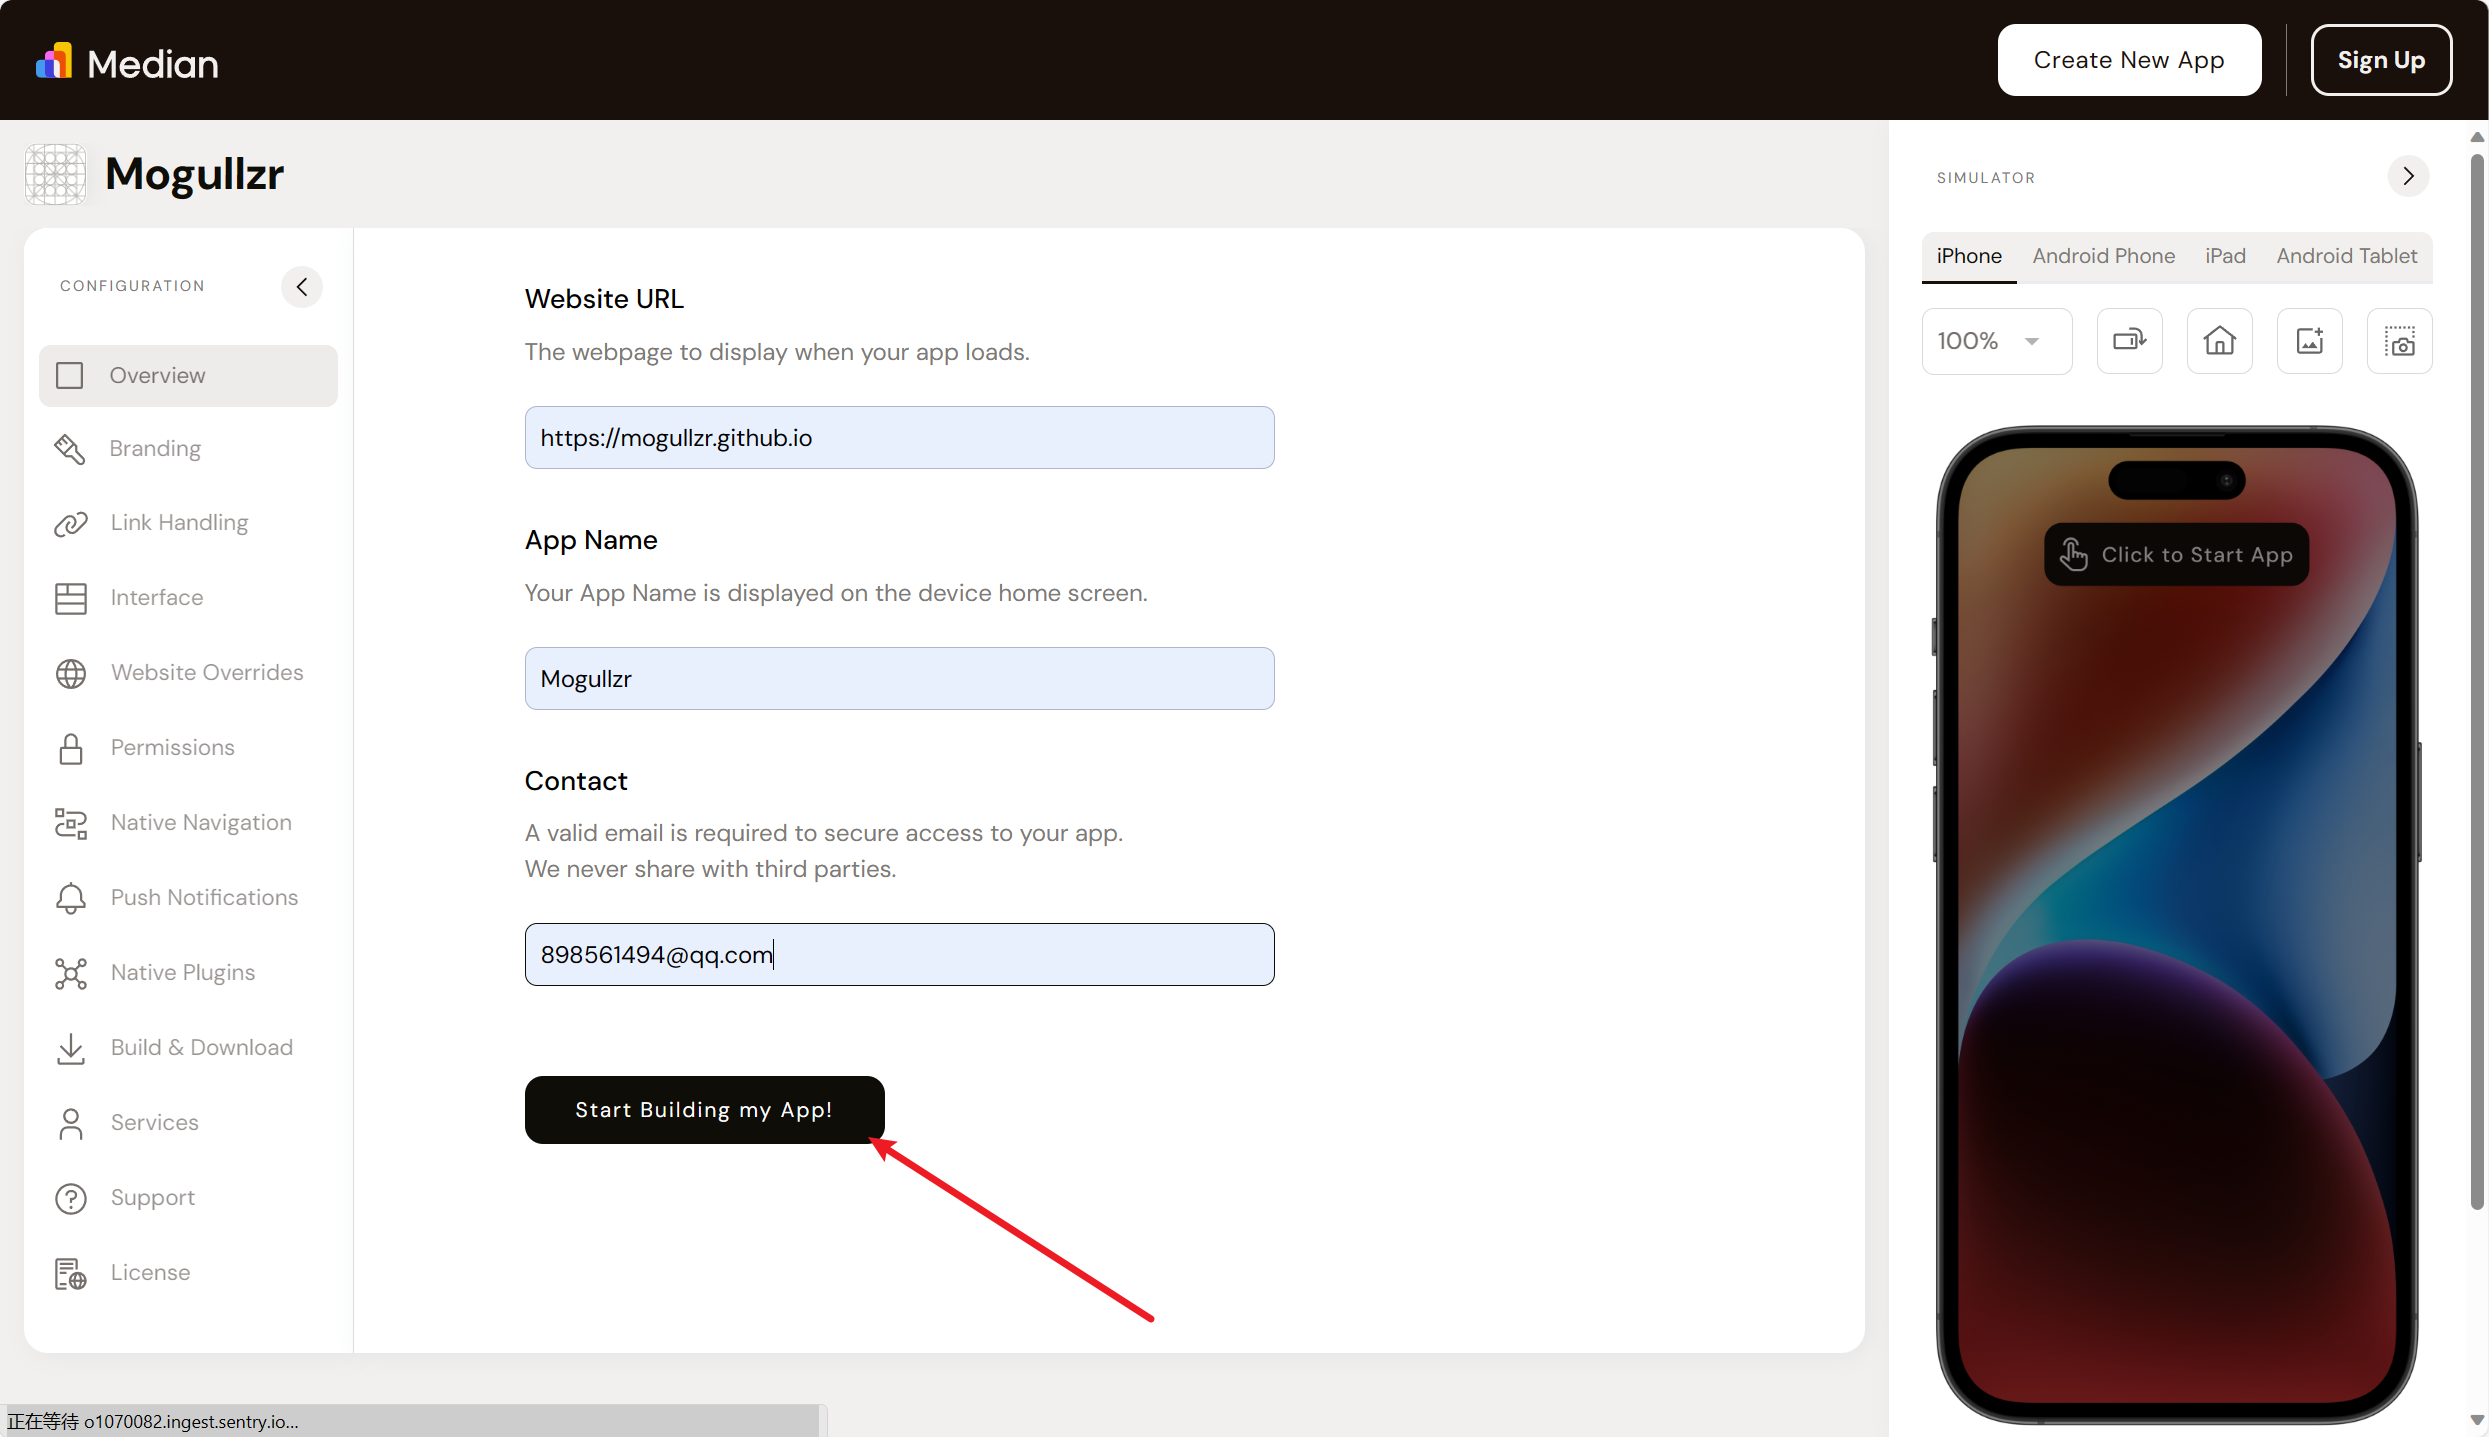 Median
Create New App
Sign Up
Mogullzr
CONFIGURATION
Overview
Branding
Link Handling
Interface
Website Overrides
Permissions
Native Navigation
Push Notifications
Native Plugins
Build & Download
Services
Support
License
Website URL
The webpage to display when your app loads.
https://mogullzr.github.io
App Name
Your App Name is displayed on the device home screen.
Mogullzr
Contact
A valid email is required to secure access to your app.
We never share with third parties.
898561494@qq.com
Start Building my App!
SIMULATOR
iPhone Android Phone iPad Android Tablet
100%
Click to Start App
正在等待 o1070082.ingest.sentry.io...